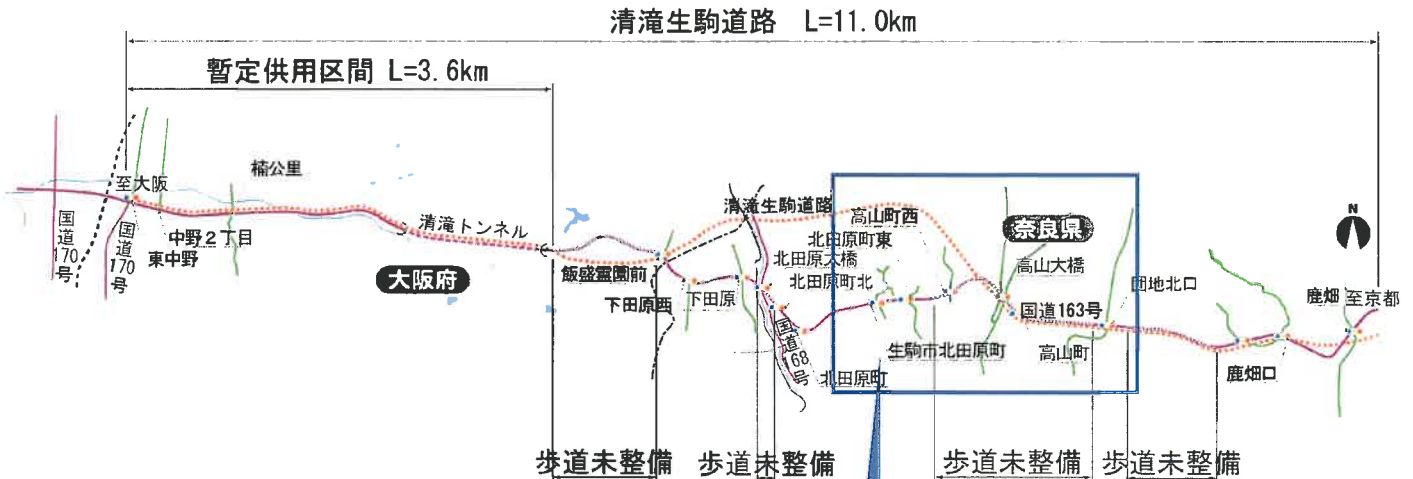 清滝生駒道路 L=11.0km
暫定供用区間 L=3.6km
楠公里
至大阪
国道170号
国道170号
中野２丁目
東中野
清滝トンネル
大阪府
飯盛霊園前
清滝生駒道路
高山町西
北田原町東
北田原大橋
北田原町北
下田原西
下田原
国道168号
北田原町
奈良県
高山大橋
国道163号
団地北口
生駒市北田原町
高山町
鹿畑
至京都
鹿畑口
N
歩道未整備
歩道未整備
歩道未整備
歩道未整備